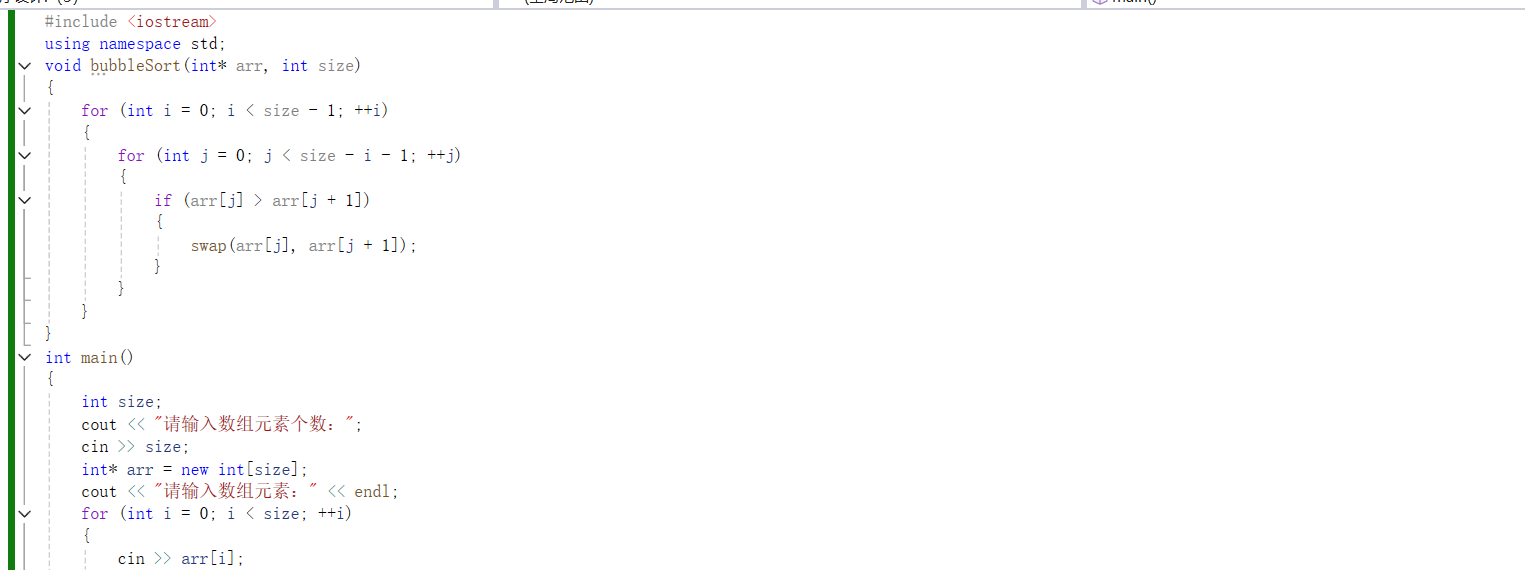 main()
#include <iostream>
using namespace std;
void bubbleSort(int* arr, int size)
{
    for (int i = 0; i < size - 1; ++i)
    {
        for (int j = 0; j < size - i - 1; ++j)
        {
            if (arr[j] > arr[j + 1])
            {
                swap(arr[j], arr[j + 1]);
            }
        }
    }
}
int main()
{
    int size;
    cout << "请输入数组元素个数：";
    cin >> size;
    int* arr = new int[size];
    cout << "请输入数组元素：" << endl;
    for (int i = 0; i < size; ++i)
    {
        cin >> arr[i];